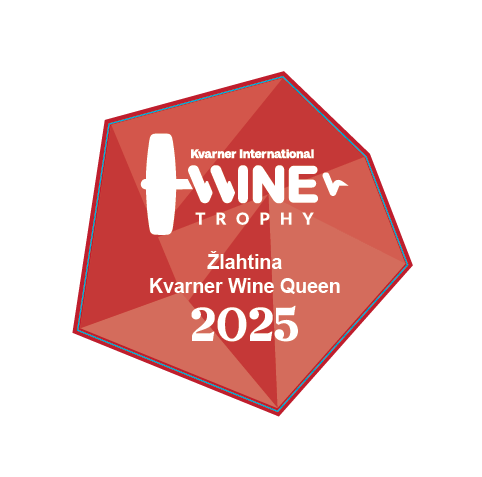 Kvarner International
WINE
TROPHY
Žlahtina
Kvarner Wine Queen
2025